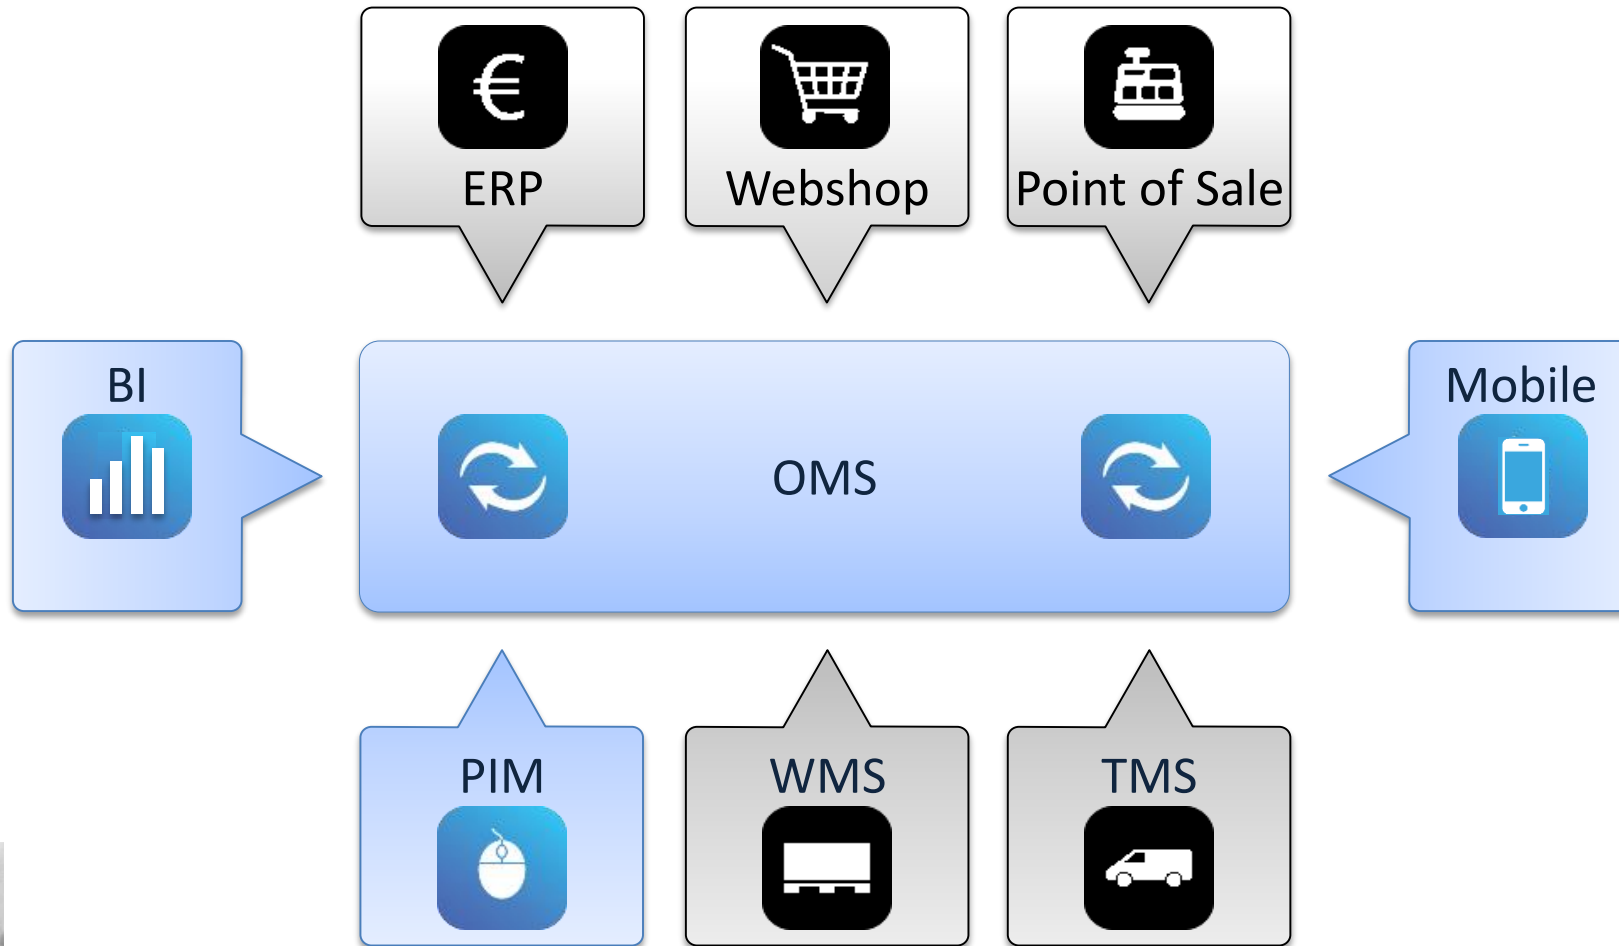 €
ERP
Webshop
Point of Sale
BI
OMS
Mobile
PIM
WMS
TMS